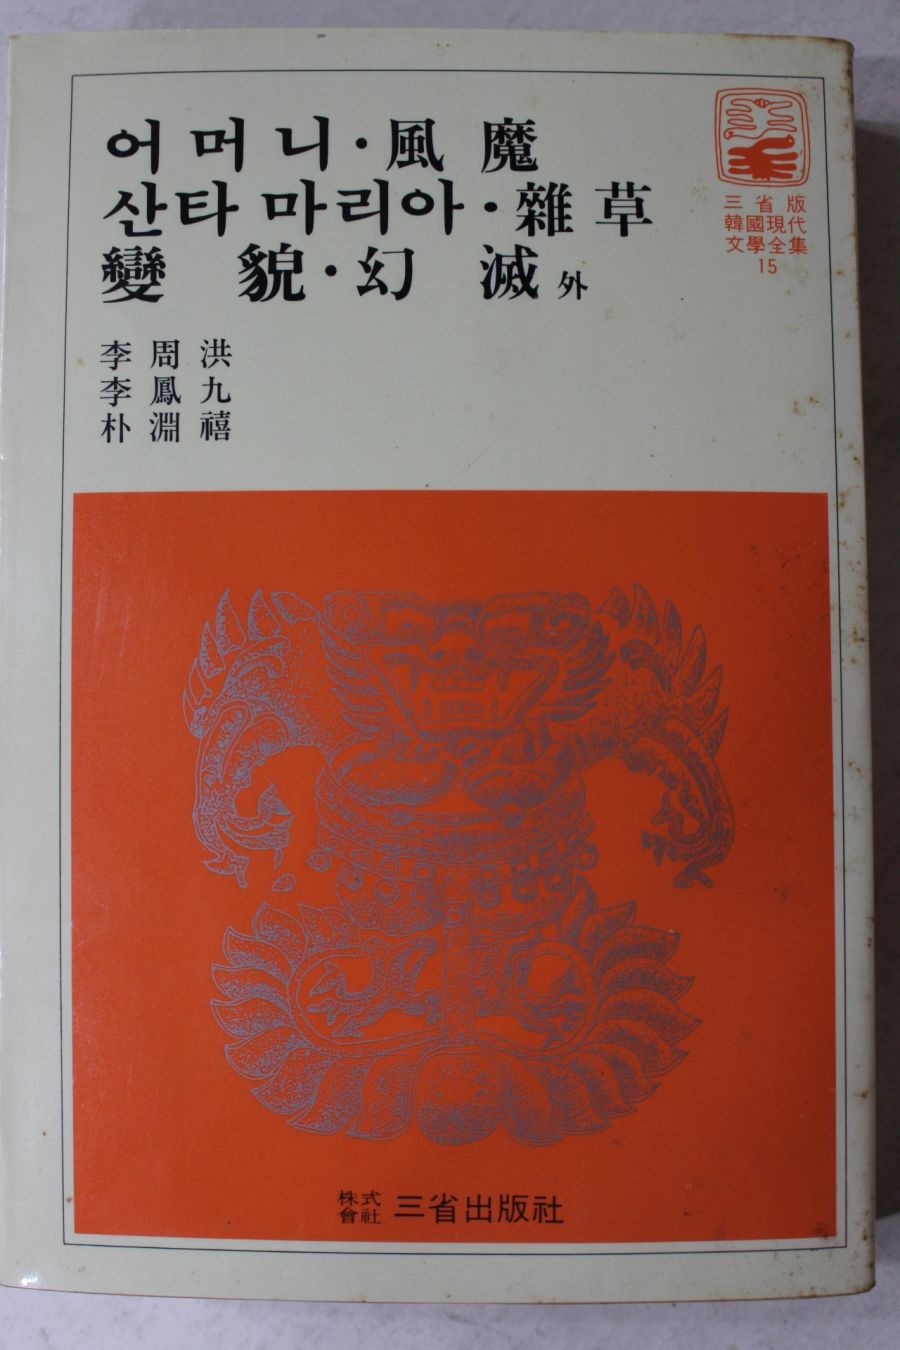 어머니·風魔
산타 마리아·雜草
變貌·幻滅 外
李周洪
李鳳九
朴淵禧
三省版
韓國現代
文學全集
15
株式會社 三省出版社